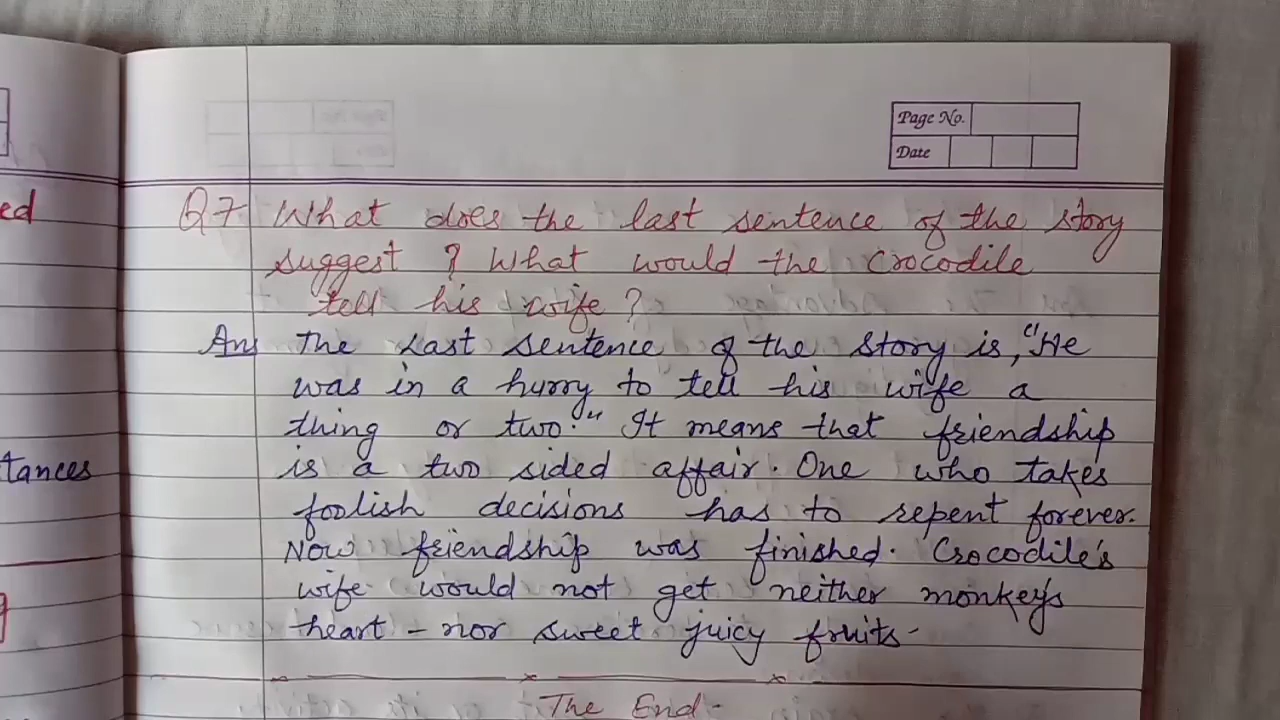 Page No.
Date
ed
Q7 What does the last sentence of the story
suggest ? What would the crocodile
tell his wife ?
Ans The Last sentence of the story is, "He
was in a hurry to tell his wife a
thing or two." It means that friendship
tances
is a two sided affair. One who takes
foolish decisions has to repent forever.
Now friendship was finished. Crocodile's
wife would not get neither monkey's
heart - nor sweet juicy fruits-
The End-